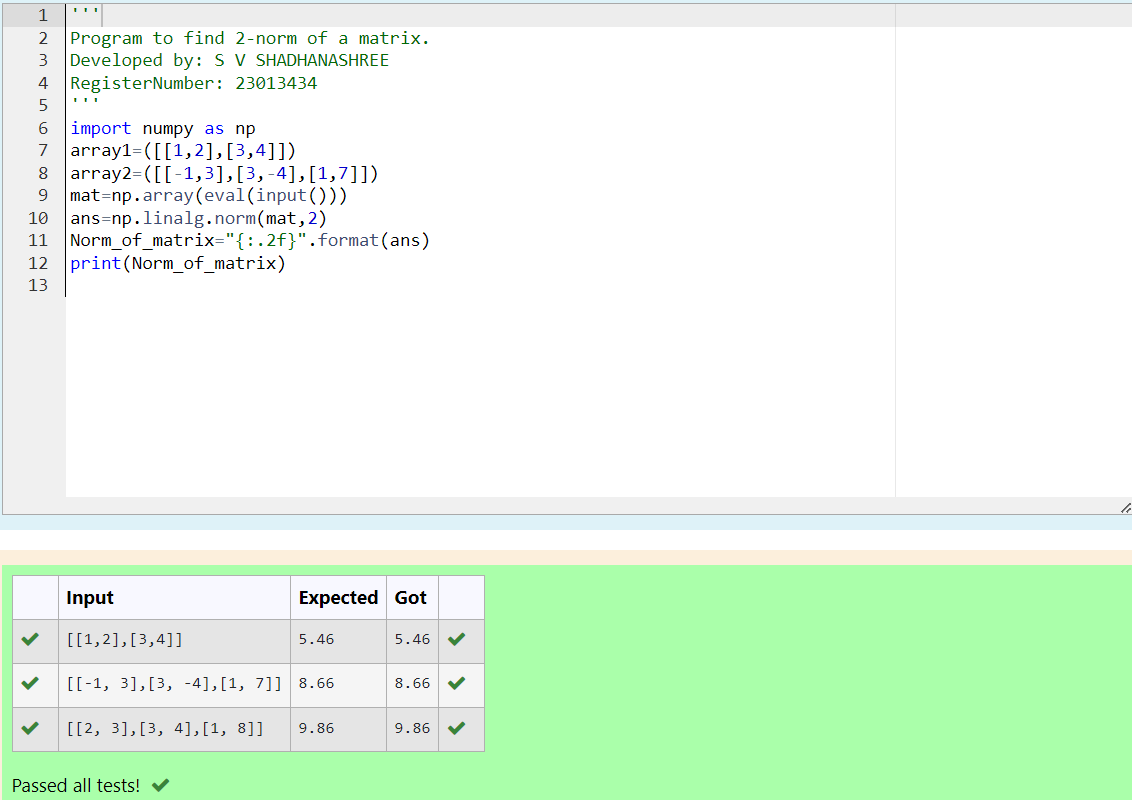 1 '''
2 Program to find 2-norm of a matrix.
3 Developed by: S V SHADHANASHREE
4 RegisterNumber: 23013434
5 '''
6 import numpy as np
7 array1=([[1,2],[3,4]])
8 array2=([[-1,3],[3,-4],[1,7]])
9 mat=np.array(eval(input()))
10 ans=np.linalg.norm(mat,2)
11 Norm_of_matrix="{:.2f}".format(ans)
12 print(Norm_of_matrix)
13
Input Expected Got
[[1,2],[3,4]] 5.46 5.46
[[-1, 3],[3, -4],[1, 7]] 8.66 8.66
[[2, 3],[3, 4],[1, 8]] 9.86 9.86
Passed all tests!